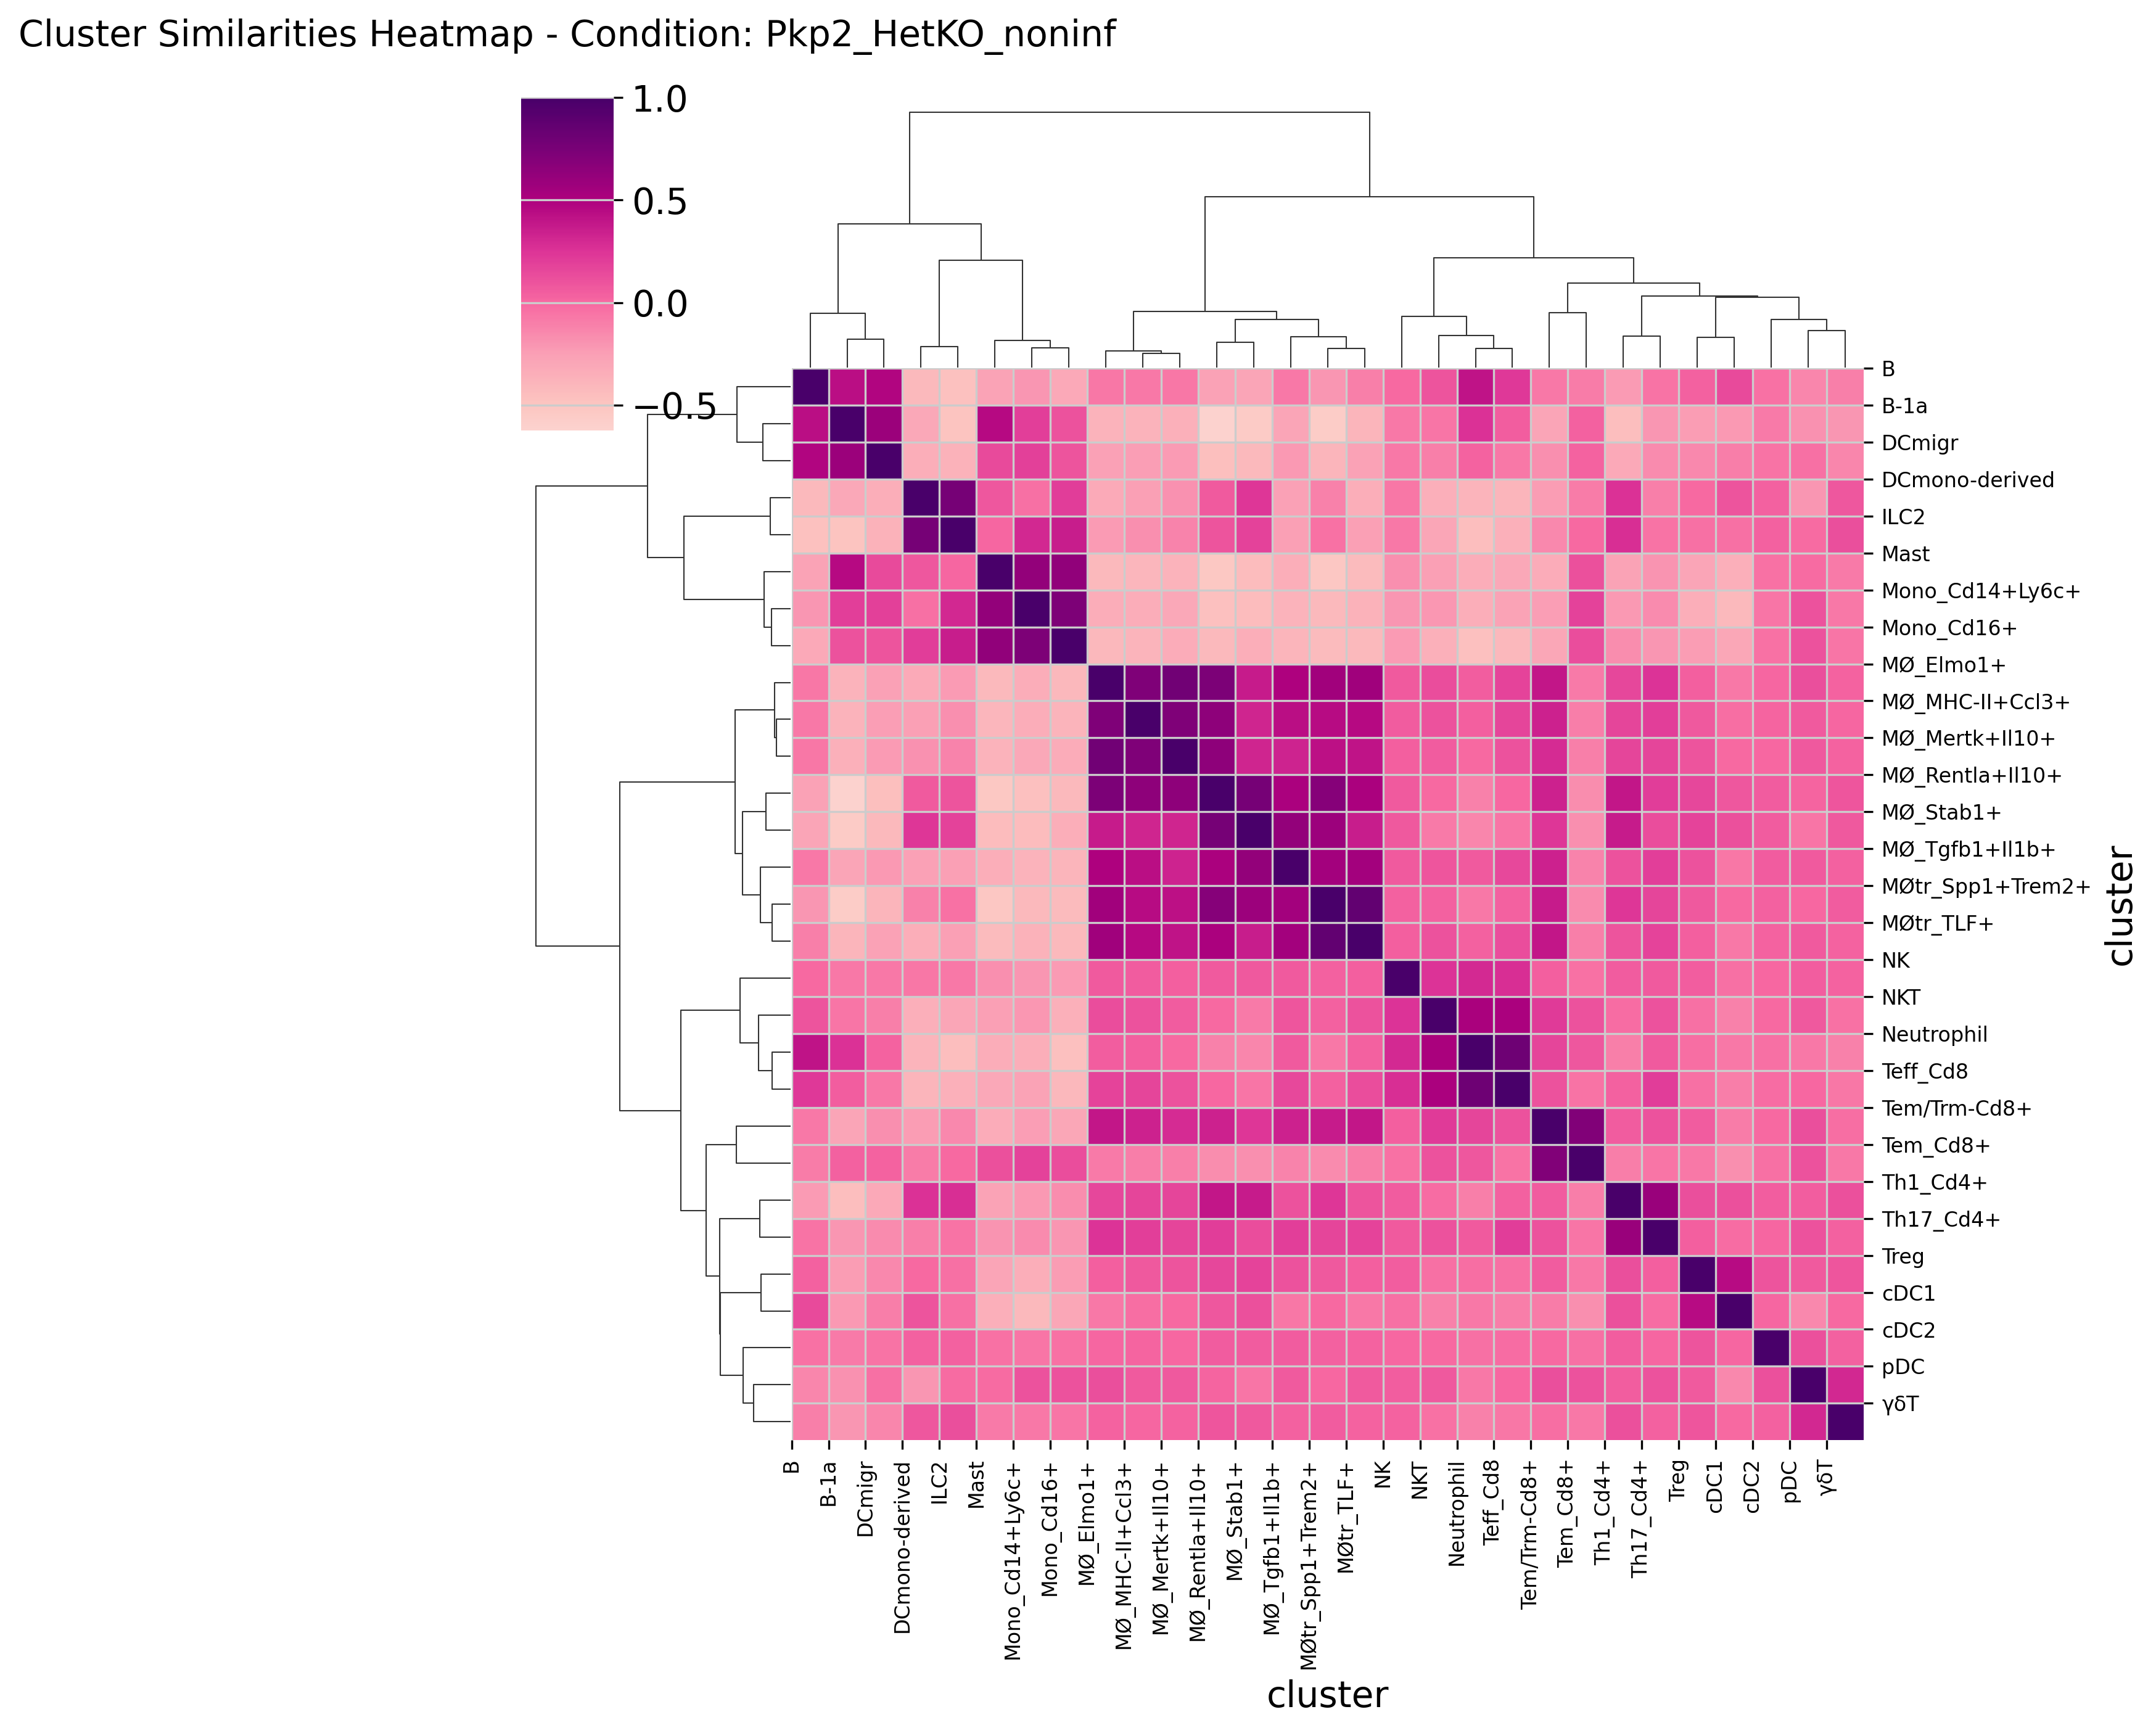 Cluster Similarities Heatmap - Condition: Pkp2_HetKO_noninf
1.0
0.5
0.0
−0.5
B
B-1a
DCmigr
DCmono-derived
ILC2
Mast
Mono_Cd14+Ly6c+
Mono_Cd16+
MØ_Elmo1+
MØ_MHC-II+Ccl3+
MØ_Mertk+Il10+
MØ_Rentla+Il10+
MØ_Stab1+
MØ_Tgfb1+Il1b+
MØtr_Spp1+Trem2+
MØtr_TLF+
NK
NKT
Neutrophil
Teff_Cd8
Tem/Trm-Cd8+
Tem_Cd8+
Th1_Cd4+
Th17_Cd4+
Treg
cDC1
cDC2
pDC
γδT
cluster
B
B-1a
DCmigr
DCmono-derived
ILC2
Mast
Mono_Cd14+Ly6c+
Mono_Cd16+
MØ_Elmo1+
MØ_MHC-II+Ccl3+
MØ_Mertk+Il10+
MØ_Rentla+Il10+
MØ_Stab1+
MØ_Tgfb1+Il1b+
MØtr_Spp1+Trem2+
MØtr_TLF+
NK
NKT
Neutrophil
Teff_Cd8
Tem/Trm-Cd8+
Tem_Cd8+
Th1_Cd4+
Th17_Cd4+
Treg
cDC1
cDC2
pDC
γδT
cluster